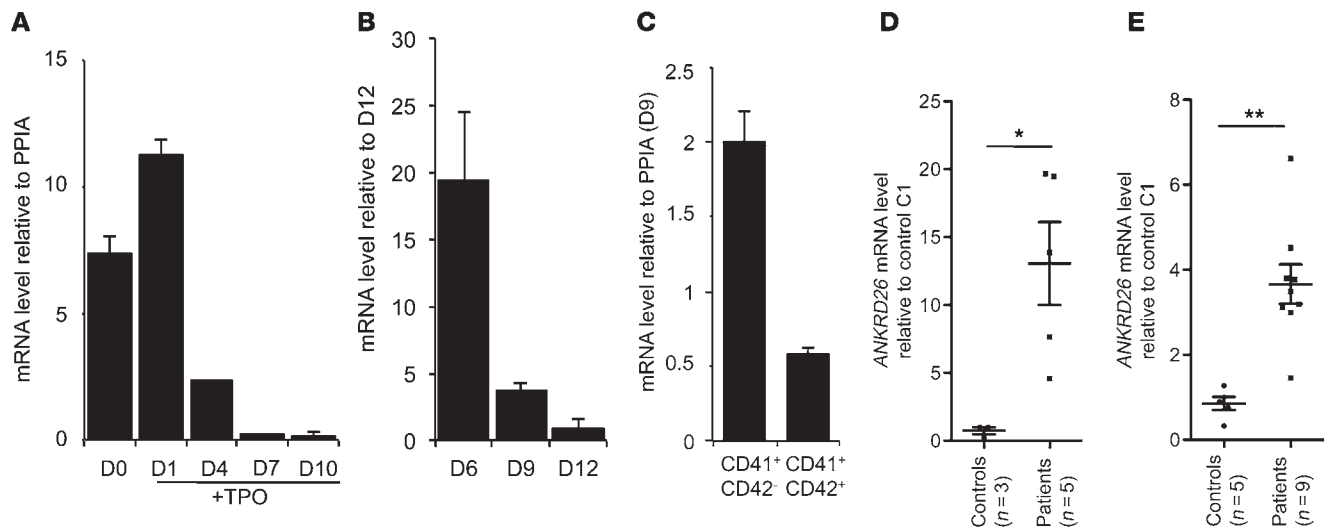 A
mRNA level relative to PPIA
15
10
5
0
D0 D1 D4 D7 D10
+TPO
B
mRNA level relative to D12
30
25
20
15
10
5
0
D6 D9 D12
C
mRNA level relative to PPIA (D9)
2.5
2
1.5
1
0.5
0
CD41+ CD41+
CD42- CD42+
D
ANKRD26 mRNA level
relative to control C1
25
20
15
10
5
0
*
Controls
(n = 3)
Patients
(n = 5)
E
ANKRD26 mRNA level
relative to control C1
8
6
4
2
0
**
Controls
(n = 5)
Patients
(n = 9)